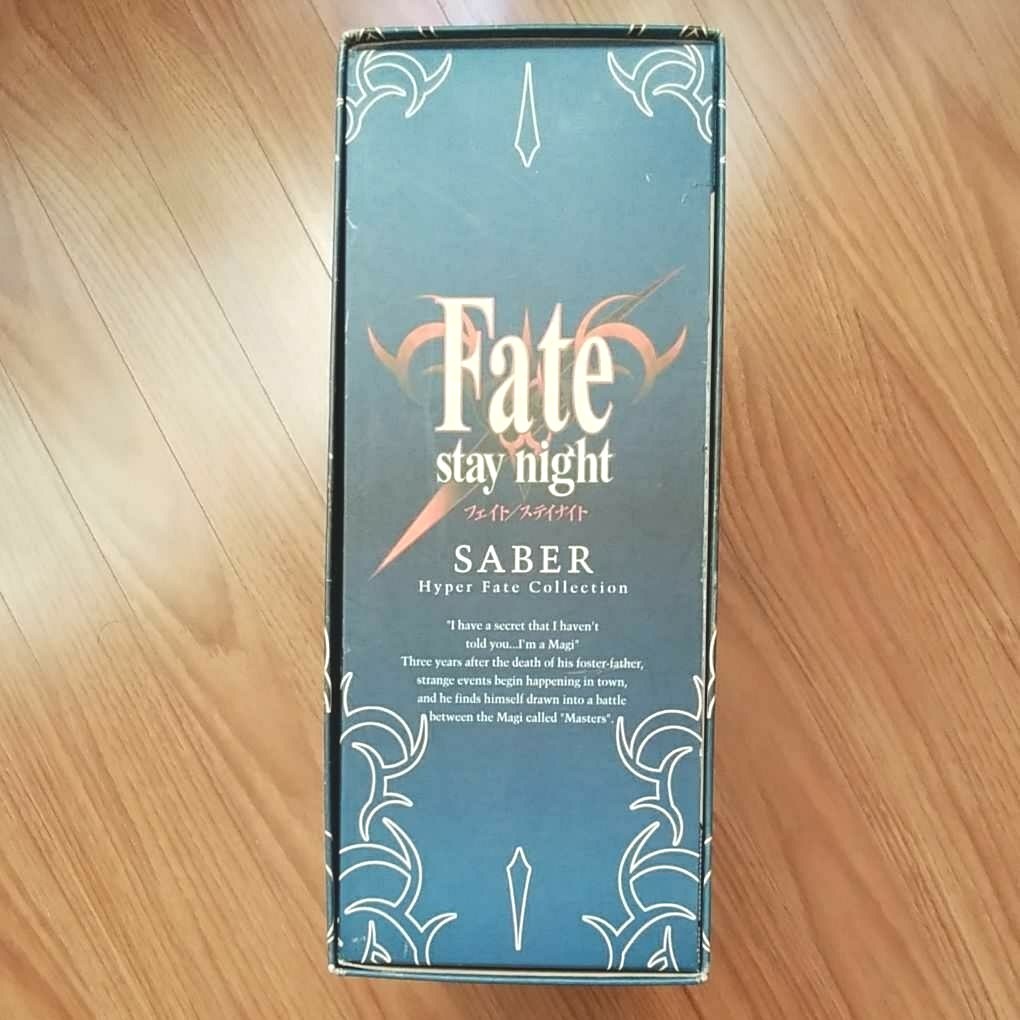 Fate
stay night
フェイト/ステイナイト
SABER
Hyper Fate Collection
"I have a secret that I haven't
told you...I'm a Magi"
Three years after the death of his foster-father,
strange events begin happening in town,
and he finds himself drawn into a battle
between the Magi called "Masters".